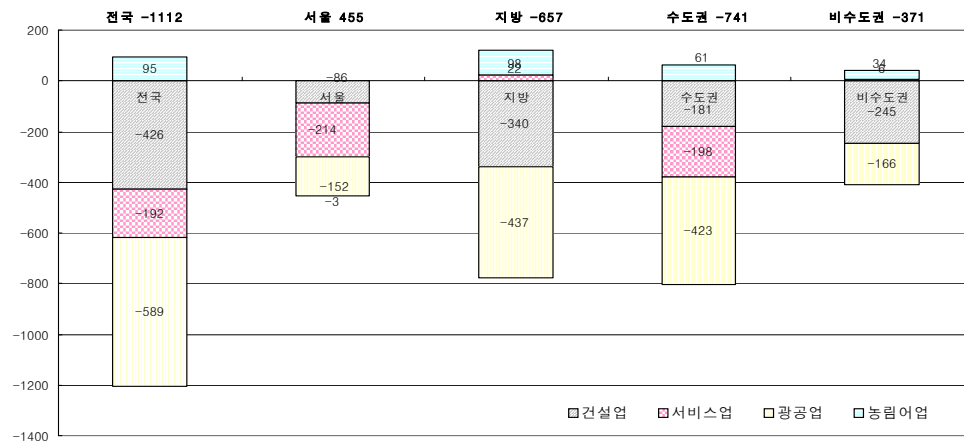 전국 -1112 서울 455 지방 -657 수도권 -741 비수도권 -371
200
95 98 22 61 34 6
0 -86
전국 서울 지방 수도권 비수도권
-426 -214 -340 -181 -245
-200
-152 -3 -198 -166
-400
-192 -437 -423
-600
-800
-589
-1000
-1200
건설업 서비스업 광공업 농림어업
-1400